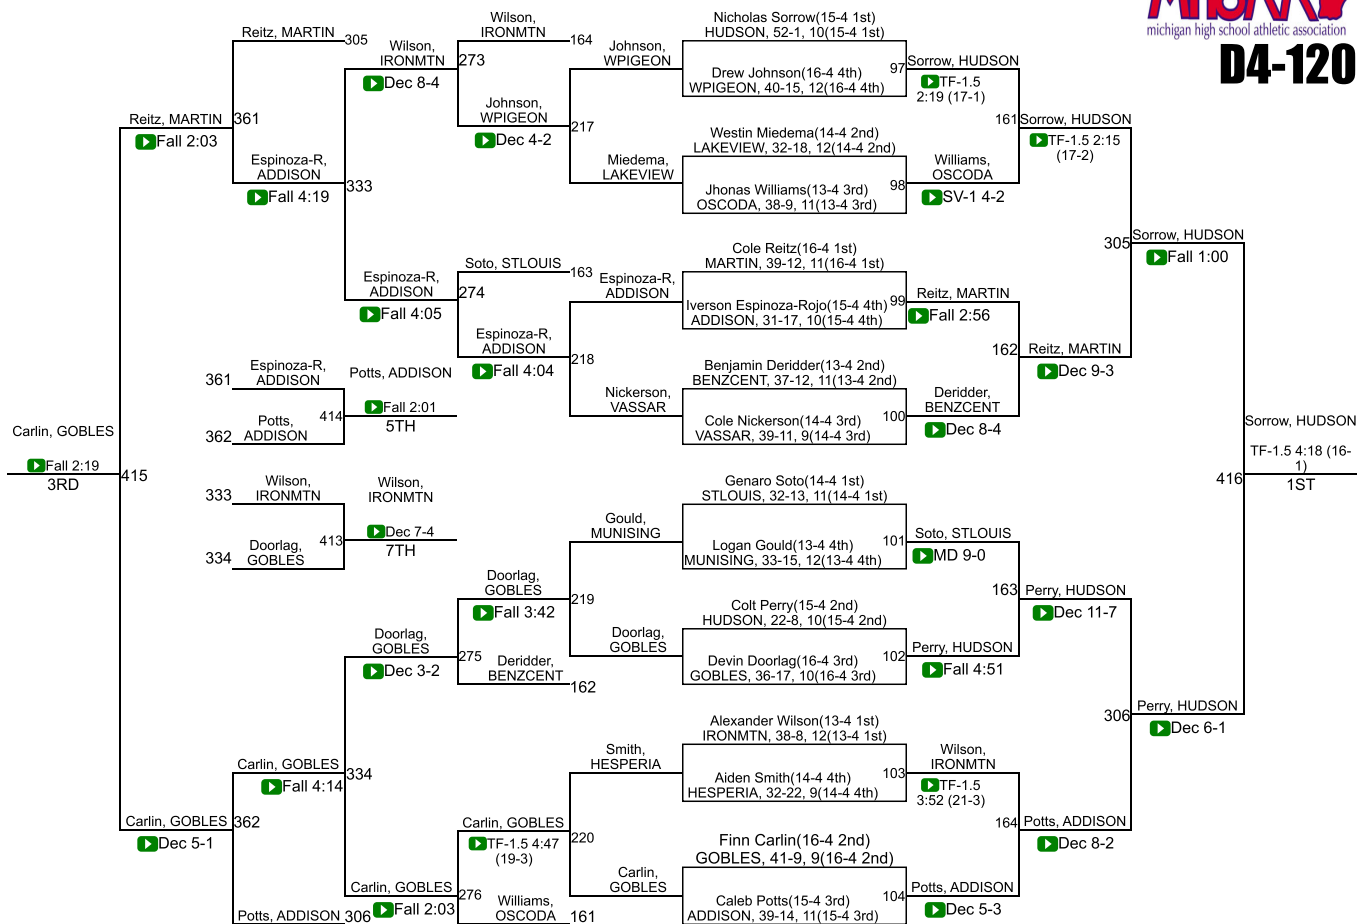 MHSAA
michigan high school athletic association
D4-120
Reitz, MARTIN
305
Reitz, MARTIN
Fall 2:03
361
Espinoza-R,
ADDISON
Fall 4:19
333
Wilson,
IRONMTN
Dec 8-4
273
Wilson,
IRONMTN
164
Johnson,
WPIGEON
Dec 4-2
217
Johnson,
WPIGEON
Miedema,
LAKEVIEW
Nicholas Sorrow(15-4 1st)
HUDSON, 52-1, 10(15-4 1st)
Drew Johnson(16-4 4th)
WPIGEON, 40-15, 12(16-4 4th)
97
Sorrow, HUDSON
TF-1.5
2:19 (17-1)
Westin Miedema(14-4 2nd)
LAKEVIEW, 32-18, 12(14-4 2nd)
Jhonas Williams(13-4 3rd)
OSCODA, 38-9, 11(13-4 3rd)
98
Williams,
OSCODA
SV-1 4-2
161
Sorrow, HUDSON
TF-1.5 2:15
(17-2)
Espinoza-R,
ADDISON
Fall 4:05
274
Soto, STLOUIS
163
Espinoza-R,
ADDISON
Fall 4:04
218
Espinoza-R,
ADDISON
Nickerson,
VASSAR
Cole Reitz(16-4 1st)
MARTIN, 39-12, 11(16-4 1st)
Iverson Espinoza-Rojo(15-4 4th)
ADDISON, 31-17, 10(15-4 4th)
99
Reitz, MARTIN
Fall 2:56
Benjamin Deridder(13-4 2nd)
BENZCENT, 37-12, 11(13-4 2nd)
Cole Nickerson(14-4 3rd)
VASSAR, 39-11, 9(14-4 3rd)
100
Deridder,
BENZCENT
Dec 8-4
162
Reitz, MARTIN
Dec 9-3
305
Sorrow, HUDSON
Fall 1:00
361
Espinoza-R,
ADDISON
362
Potts,
ADDISON
414
Potts, ADDISON
Fall 2:01
5TH
Carlin, GOBLES
Fall 2:19
3RD
415
333
Wilson,
IRONMTN
334
Doorlag,
GOBLES
413
Wilson,
IRONMTN
Dec 7-4
7TH
416
Sorrow, HUDSON
TF-1.5 4:18 (16-
1)
1ST
Gould,
MUNISING
Doorlag,
GOBLES
219
Doorlag,
GOBLES
Fall 3:42
Deridder,
BENZCENT
162
275
Doorlag,
GOBLES
Dec 3-2
Genaro Soto(14-4 1st)
STLOUIS, 32-13, 11(14-4 1st)
Logan Gould(13-4 4th)
MUNISING, 33-15, 12(13-4 4th)
101
Soto, STLOUIS
MD 9-0
Colt Perry(15-4 2nd)
HUDSON, 22-8, 10(15-4 2nd)
Devin Doorlag(16-4 3rd)
GOBLES, 36-17, 10(16-4 3rd)
102
Perry, HUDSON
Fall 4:51
163
Perry, HUDSON
Dec 11-7
306
Perry, HUDSON
Dec 6-1
Carlin, GOBLES
Dec 5-1
362
Carlin, GOBLES
Fall 4:14
334
Potts, ADDISON
306
Carlin, GOBLES
Fall 2:03
276
Carlin, GOBLES
TF-1.5 4:47
(19-3)
Williams,
OSCODA
161
220
Smith,
HESPERIA
Carlin,
GOBLES
Alexander Wilson(13-4 1st)
IRONMTN, 38-8, 12(13-4 1st)
Aiden Smith(14-4 4th)
HESPERIA, 32-22, 9(14-4 4th)
103
Wilson,
IRONMTN
TF-1.5
3:52 (21-3)
Finn Carlin(16-4 2nd)
GOBLES, 41-9, 9(16-4 2nd)
Caleb Potts(15-4 3rd)
ADDISON, 39-14, 11(15-4 3rd)
104
Potts, ADDISON
Dec 5-3
164
Potts, ADDISON
Dec 8-2